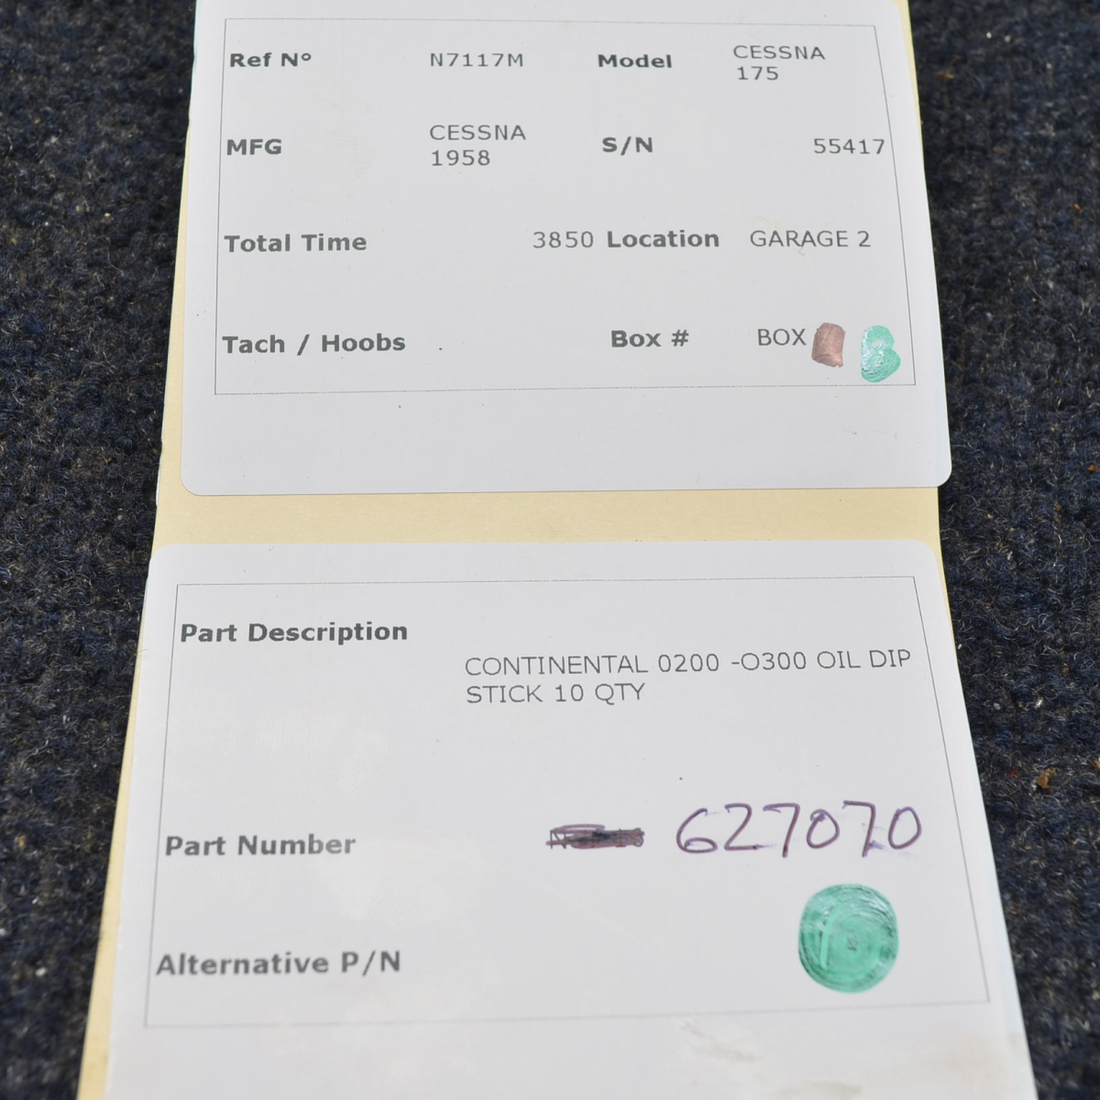 Ref Nº N7117M Model CESSNA
175
MFG CESSNA
1958 S/N 55417
Total Time 3850 Location GARAGE 2
Tach / Hoobs . Box # BOX
Part Description
CONTINENTAL 0200 -O300 OIL DIP
STICK 10 QTY
Part Number 627070
Alternative P/N